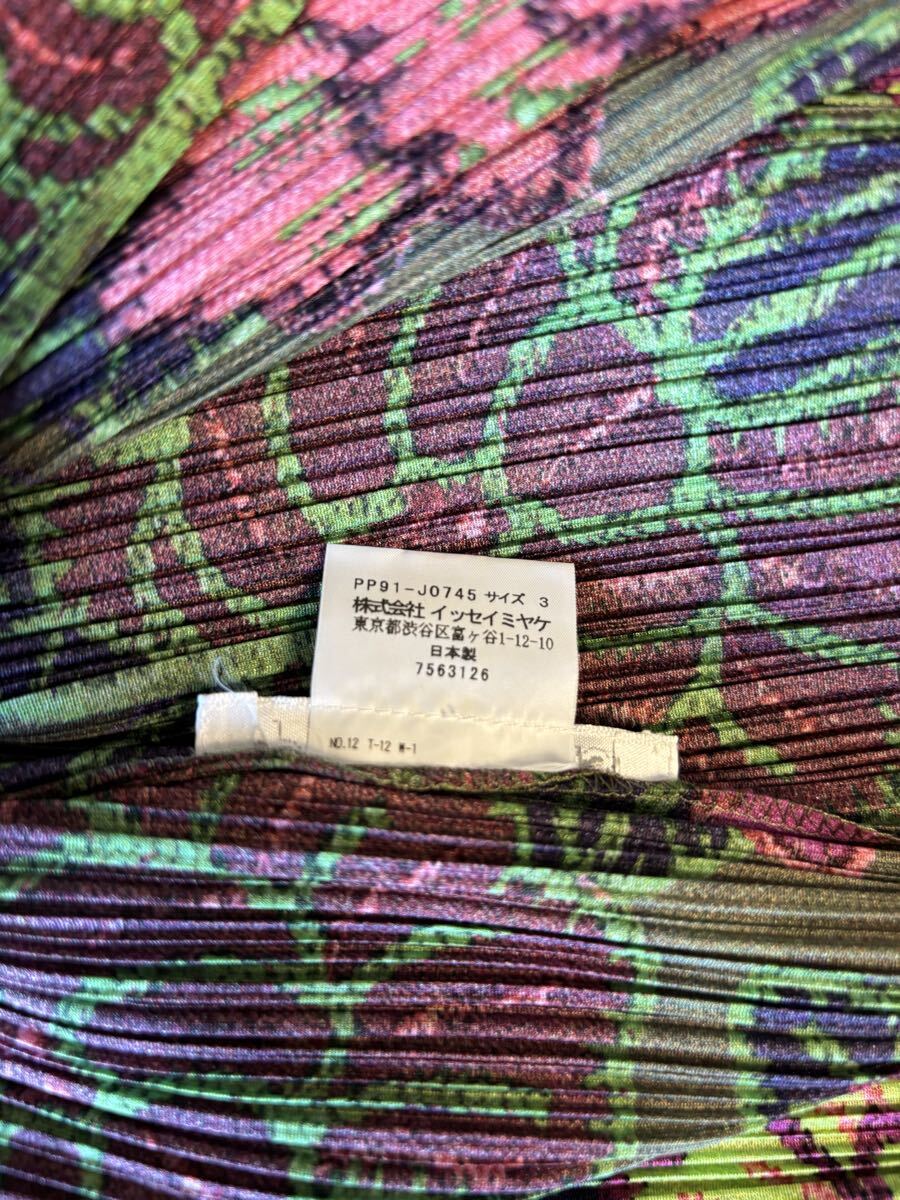 PP91-J0745 サイズ 3
株式会社 イッセイミヤケ
東京都渋谷区富ヶ谷1-12-10
日本製
7563126
NO.12 T-12 W-1